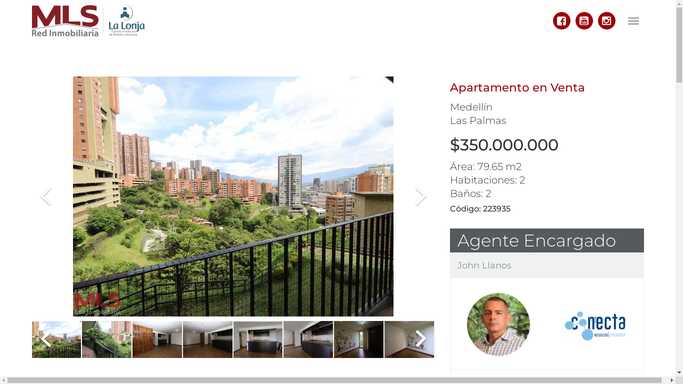 MLS
Red Inmobiliaria
La Lonja
Apartamento en Venta
Medellín
Las Palmas
$350.000.000
Área: 79.65 m2
Habitaciones: 2
Baños: 2
Código: 223935
MLS
Agente Encargado
John Llanos
conecta